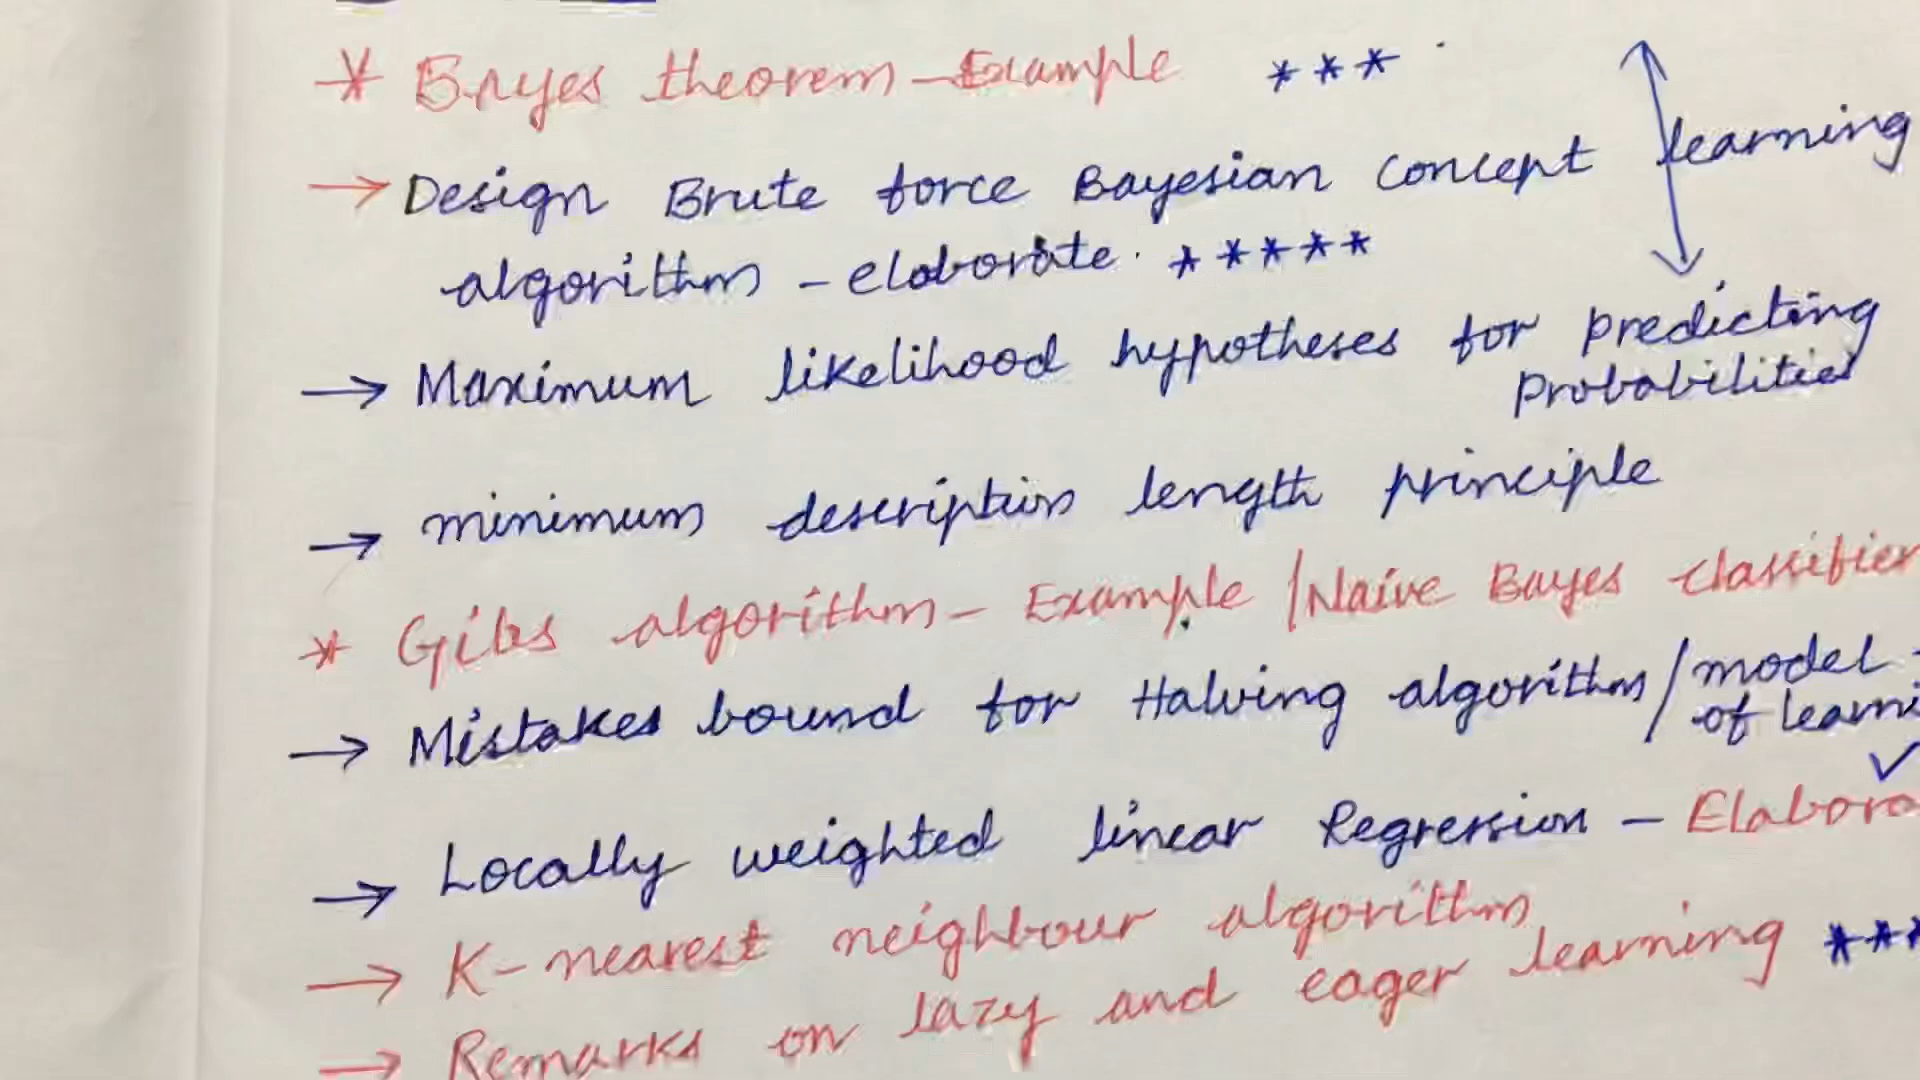 * Bayes theorem - Example ***
→ Design Brute force Bayesian concept learning
algorithm - elaborate. *****
→ Maximum likelihood hypotheses for predicting
probabilities
→ minimum description length principle
* Gibs algorithm - Example / Naive Bayes classifier
→ Mistakes bound for Halving algorithm / model
of learni
→ Locally weighted linear Regression - Elabora
→ K-nearest neighbour algorithm
→ Remarks on lazy and eager learning ***